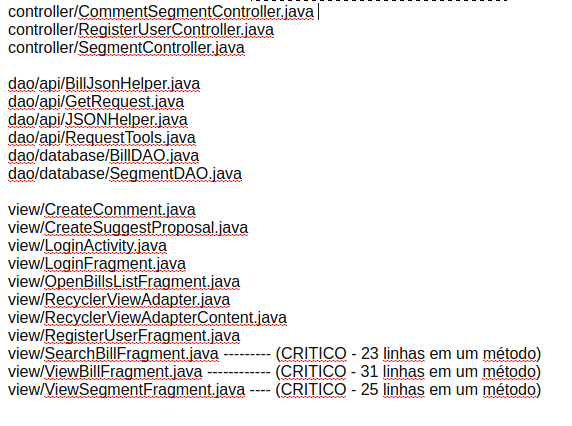 controller/CommentSegmentController.java
controller/RegisterUserController.java
controller/SegmentController.java
dao/api/BillJsonHelper.java
dao/api/GetRequest.java
dao/api/JSONHelper.java
dao/api/RequestTools.java
dao/database/BillDAO.java
dao/database/SegmentDAO.java
view/CreateComment.java
view/CreateSuggestProposal.java
view/LoginActivity.java
view/LoginFragment.java
view/OpenBillsListFragment.java
view/RecyclerViewAdapter.java
view/RecyclerViewAdapterContent.java
view/RegisterUserFragment.java
view/SearchBillFragment.java --------- (CRITICO - 23 linhas em um método)
view/ViewBillFragment.java ------------ (CRITICO - 31 linhas em um método)
view/ViewSegmentFragment.java ---- (CRITICO - 25 linhas em um método)